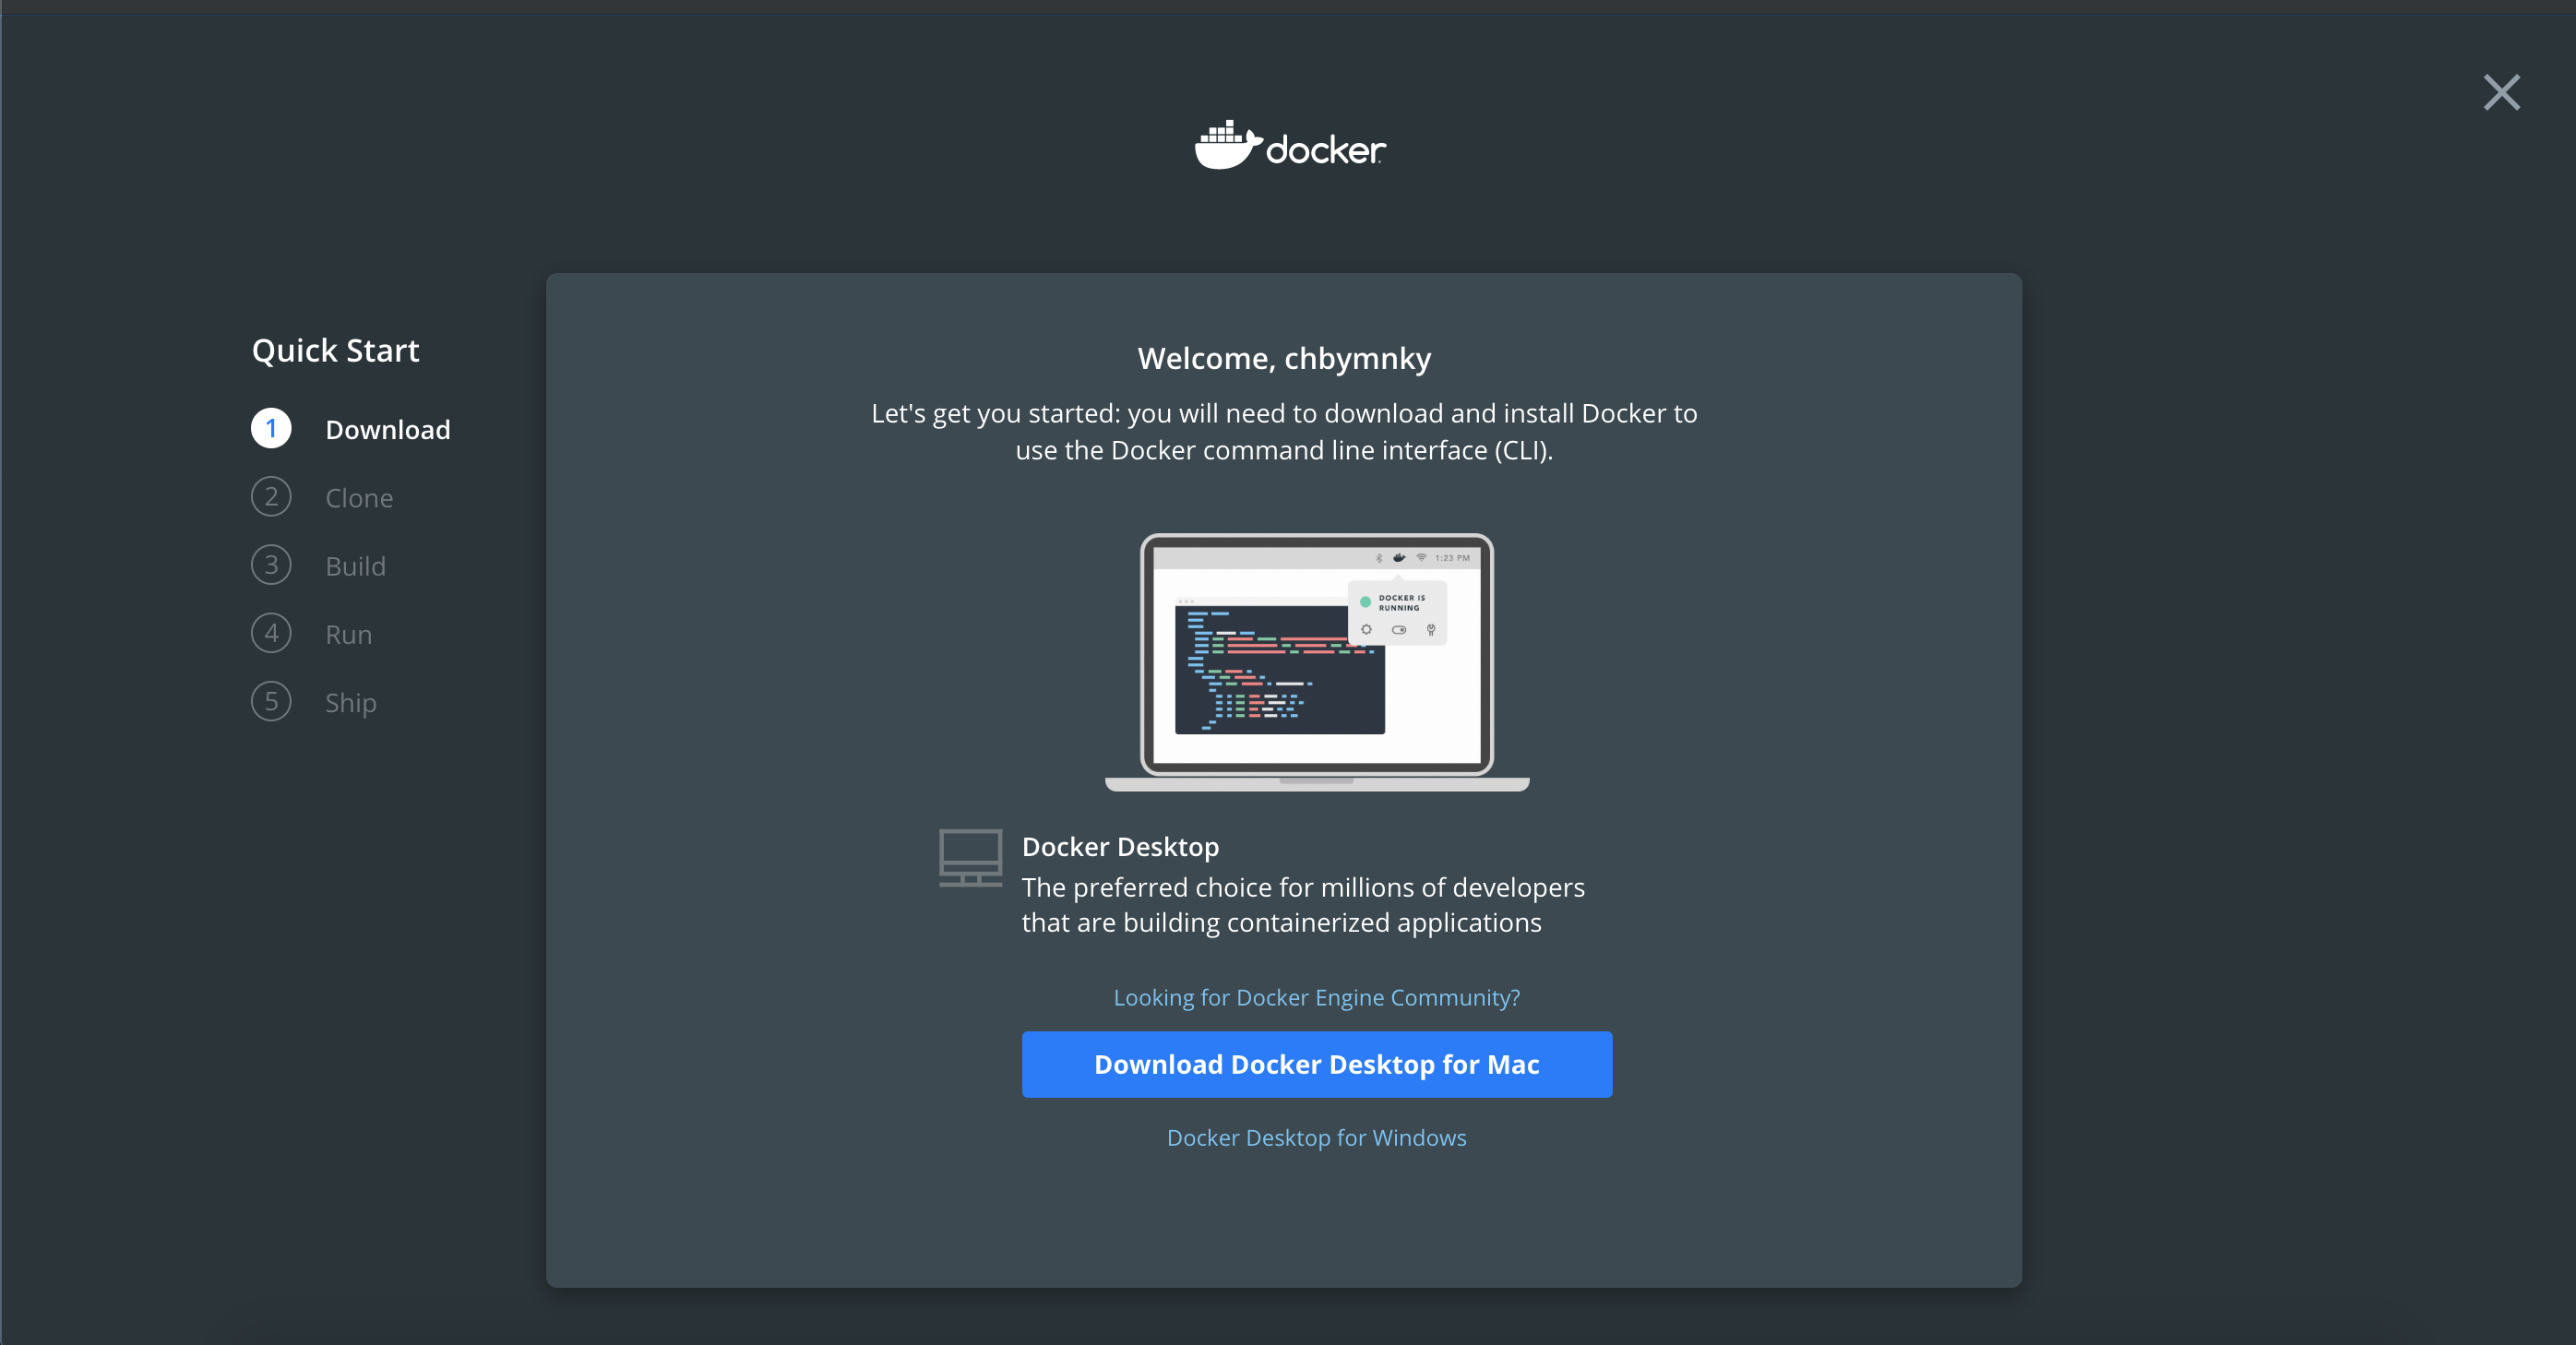 docker
Quick Start
1 Download
2 Clone
3 Build
4 Run
5 Ship
Welcome, chbymnky
Let's get you started: you will need to download and install Docker to
use the Docker command line interface (CLI).
1:23 PM
DOCKER IS
RUNNING
Docker Desktop
The preferred choice for millions of developers
that are building containerized applications
Looking for Docker Engine Community?
Download Docker Desktop for Mac
Docker Desktop for Windows